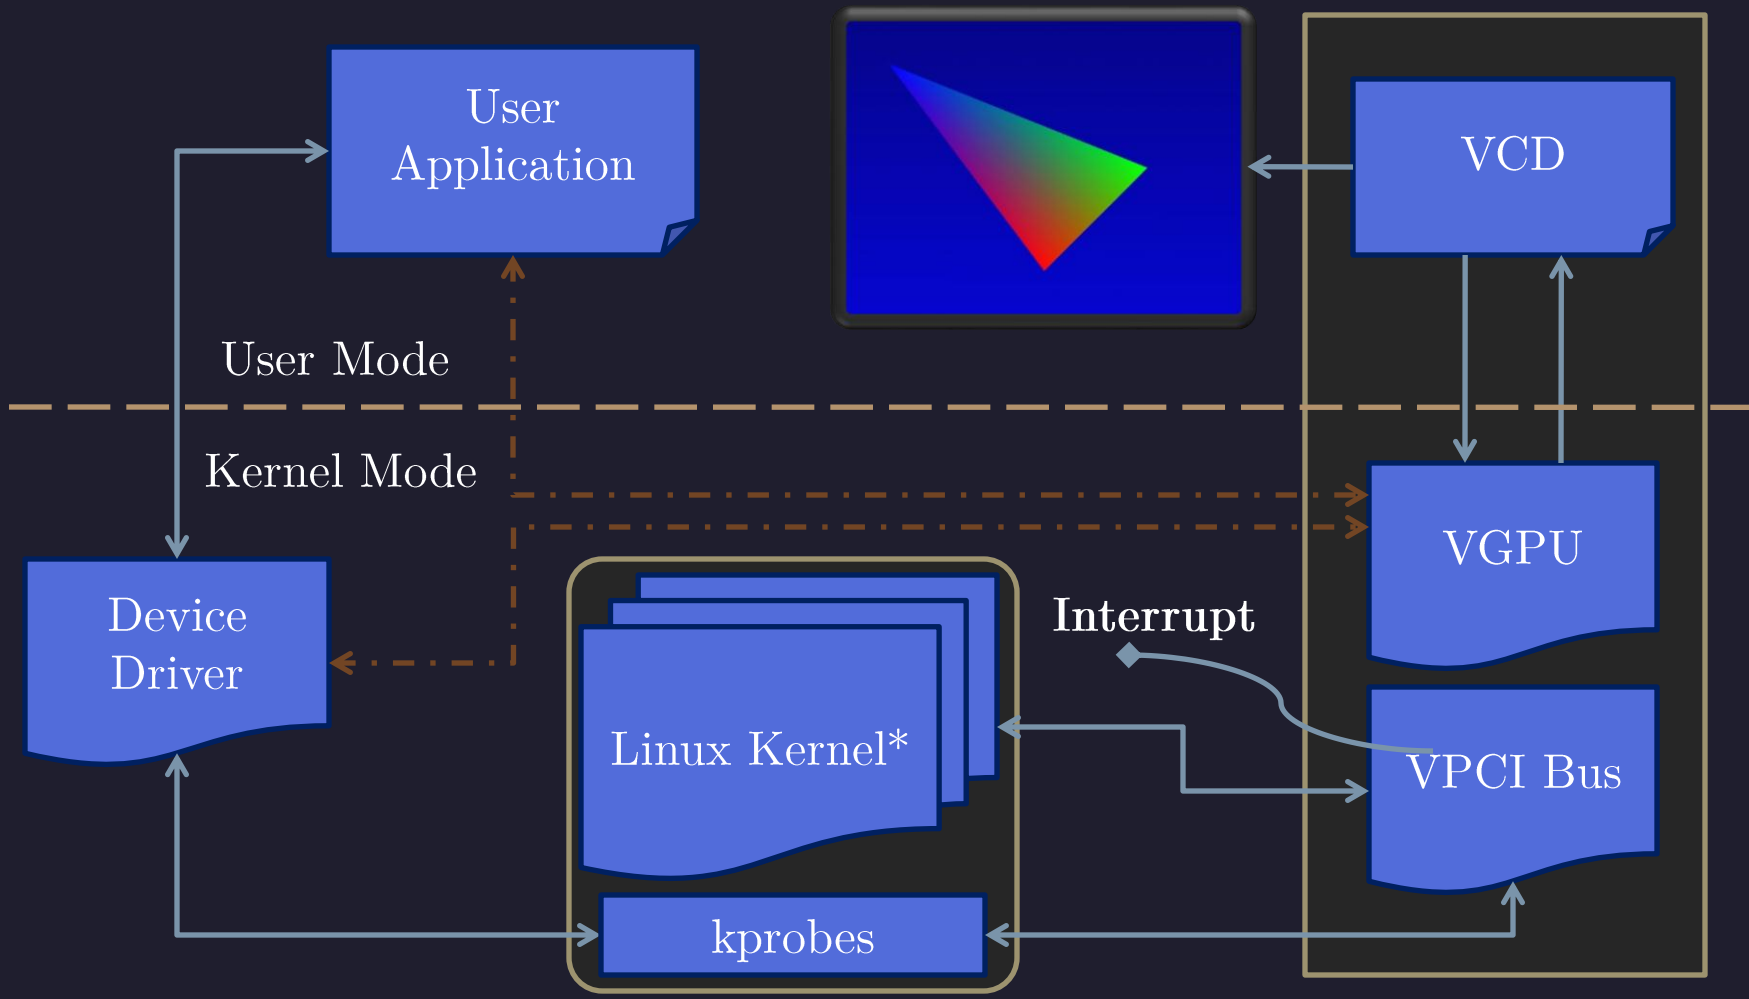 User
Application
VCD
User Mode
Kernel Mode
VGPU
Device
Driver
Interrupt
Linux Kernel*
VPCI Bus
kprobes